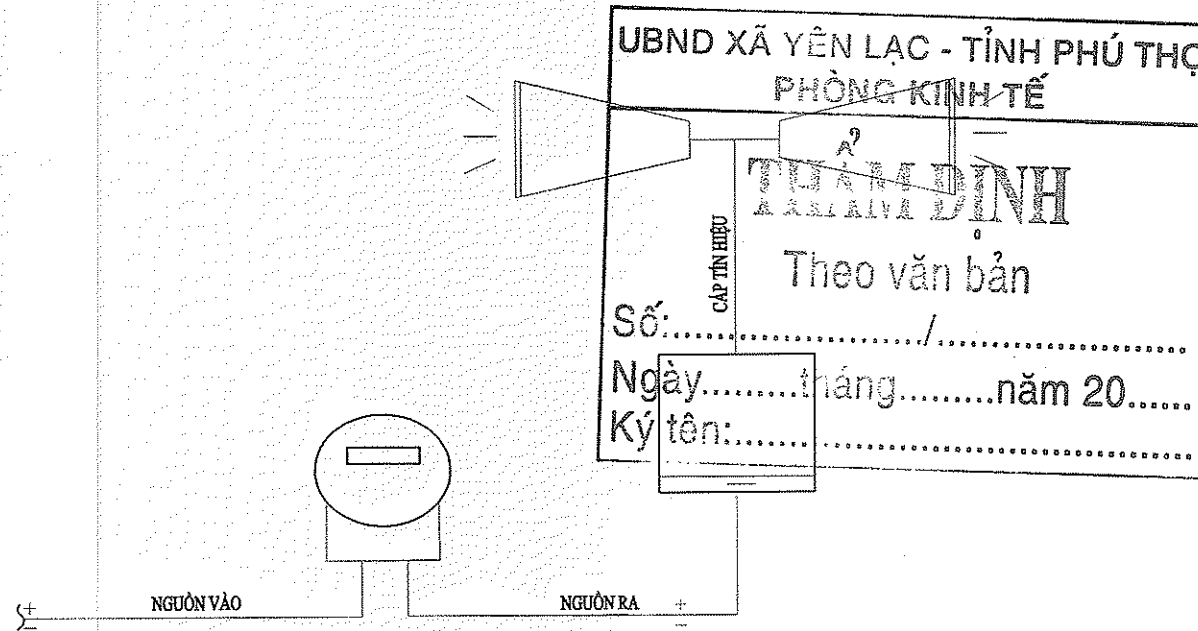 UBND XÃ YÊN LẠC - TỈNH PHÚ THỌ
PHÒNG KINH TẾ
THẨM ĐỊNH
Theo văn bản
Số:...................../..........................
Ngày.........tháng.........năm 20......
Ký tên:................................................
CÁP TÍN HIỆU
NGUỒN VÀO
NGUỒN RA
+
−
+
−